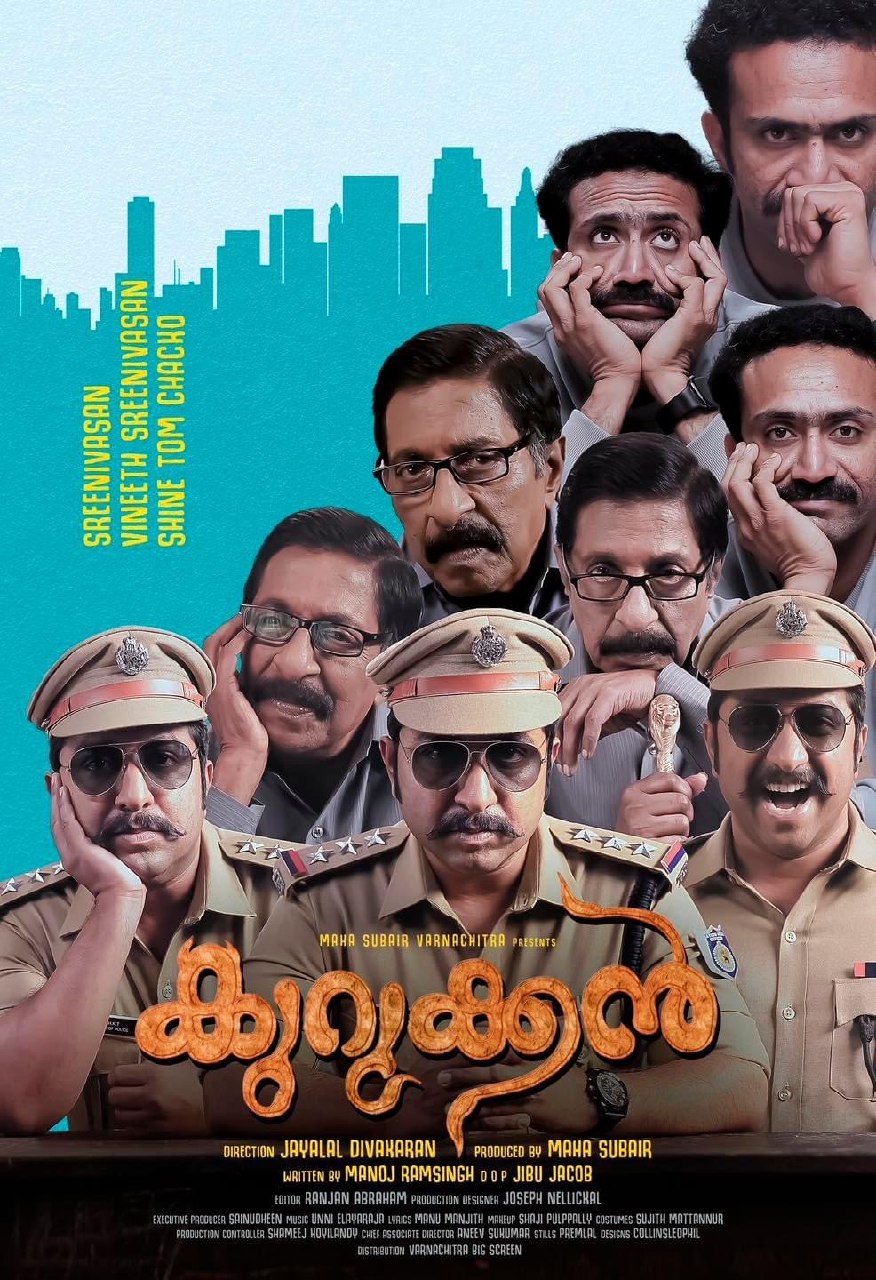 SREENIVASAN
VINEETH SREENIVASAN
SHINE TOM CHACKO
MAHA SUBAIR VARNACHITRA PRESENTS
കുറുക്കൻ
DIRECTION JAYALAL DIVAKARAN PRODUCED BY MAHA SUBAIR
WRITTEN BY MANOJ RAMSINGH D O P JIBU JACOB
EDITOR RANJAN ABRAHAM PRODUCTION DESIGNER JOSEPH NELLICKAL
EXECUTIVE PRODUCER SAINUDHEEN MUSIC UNNI ELAYARAJA LYRICS MANU MANJITH MAKEUP SHAJI PULPPALLY COSTUMES SUJITH MATTANNUR
PRODUCTION CONTROLLER SHAMEEJ KOYILANDY CHIEF ASSOCIATE DIRECTOR ANEEV SUKUMAR STILLS PREMLAL DESIGNS COLLINSLEOPHIL
DISTRIBUTION VARNACHITRA BIG SCREEN